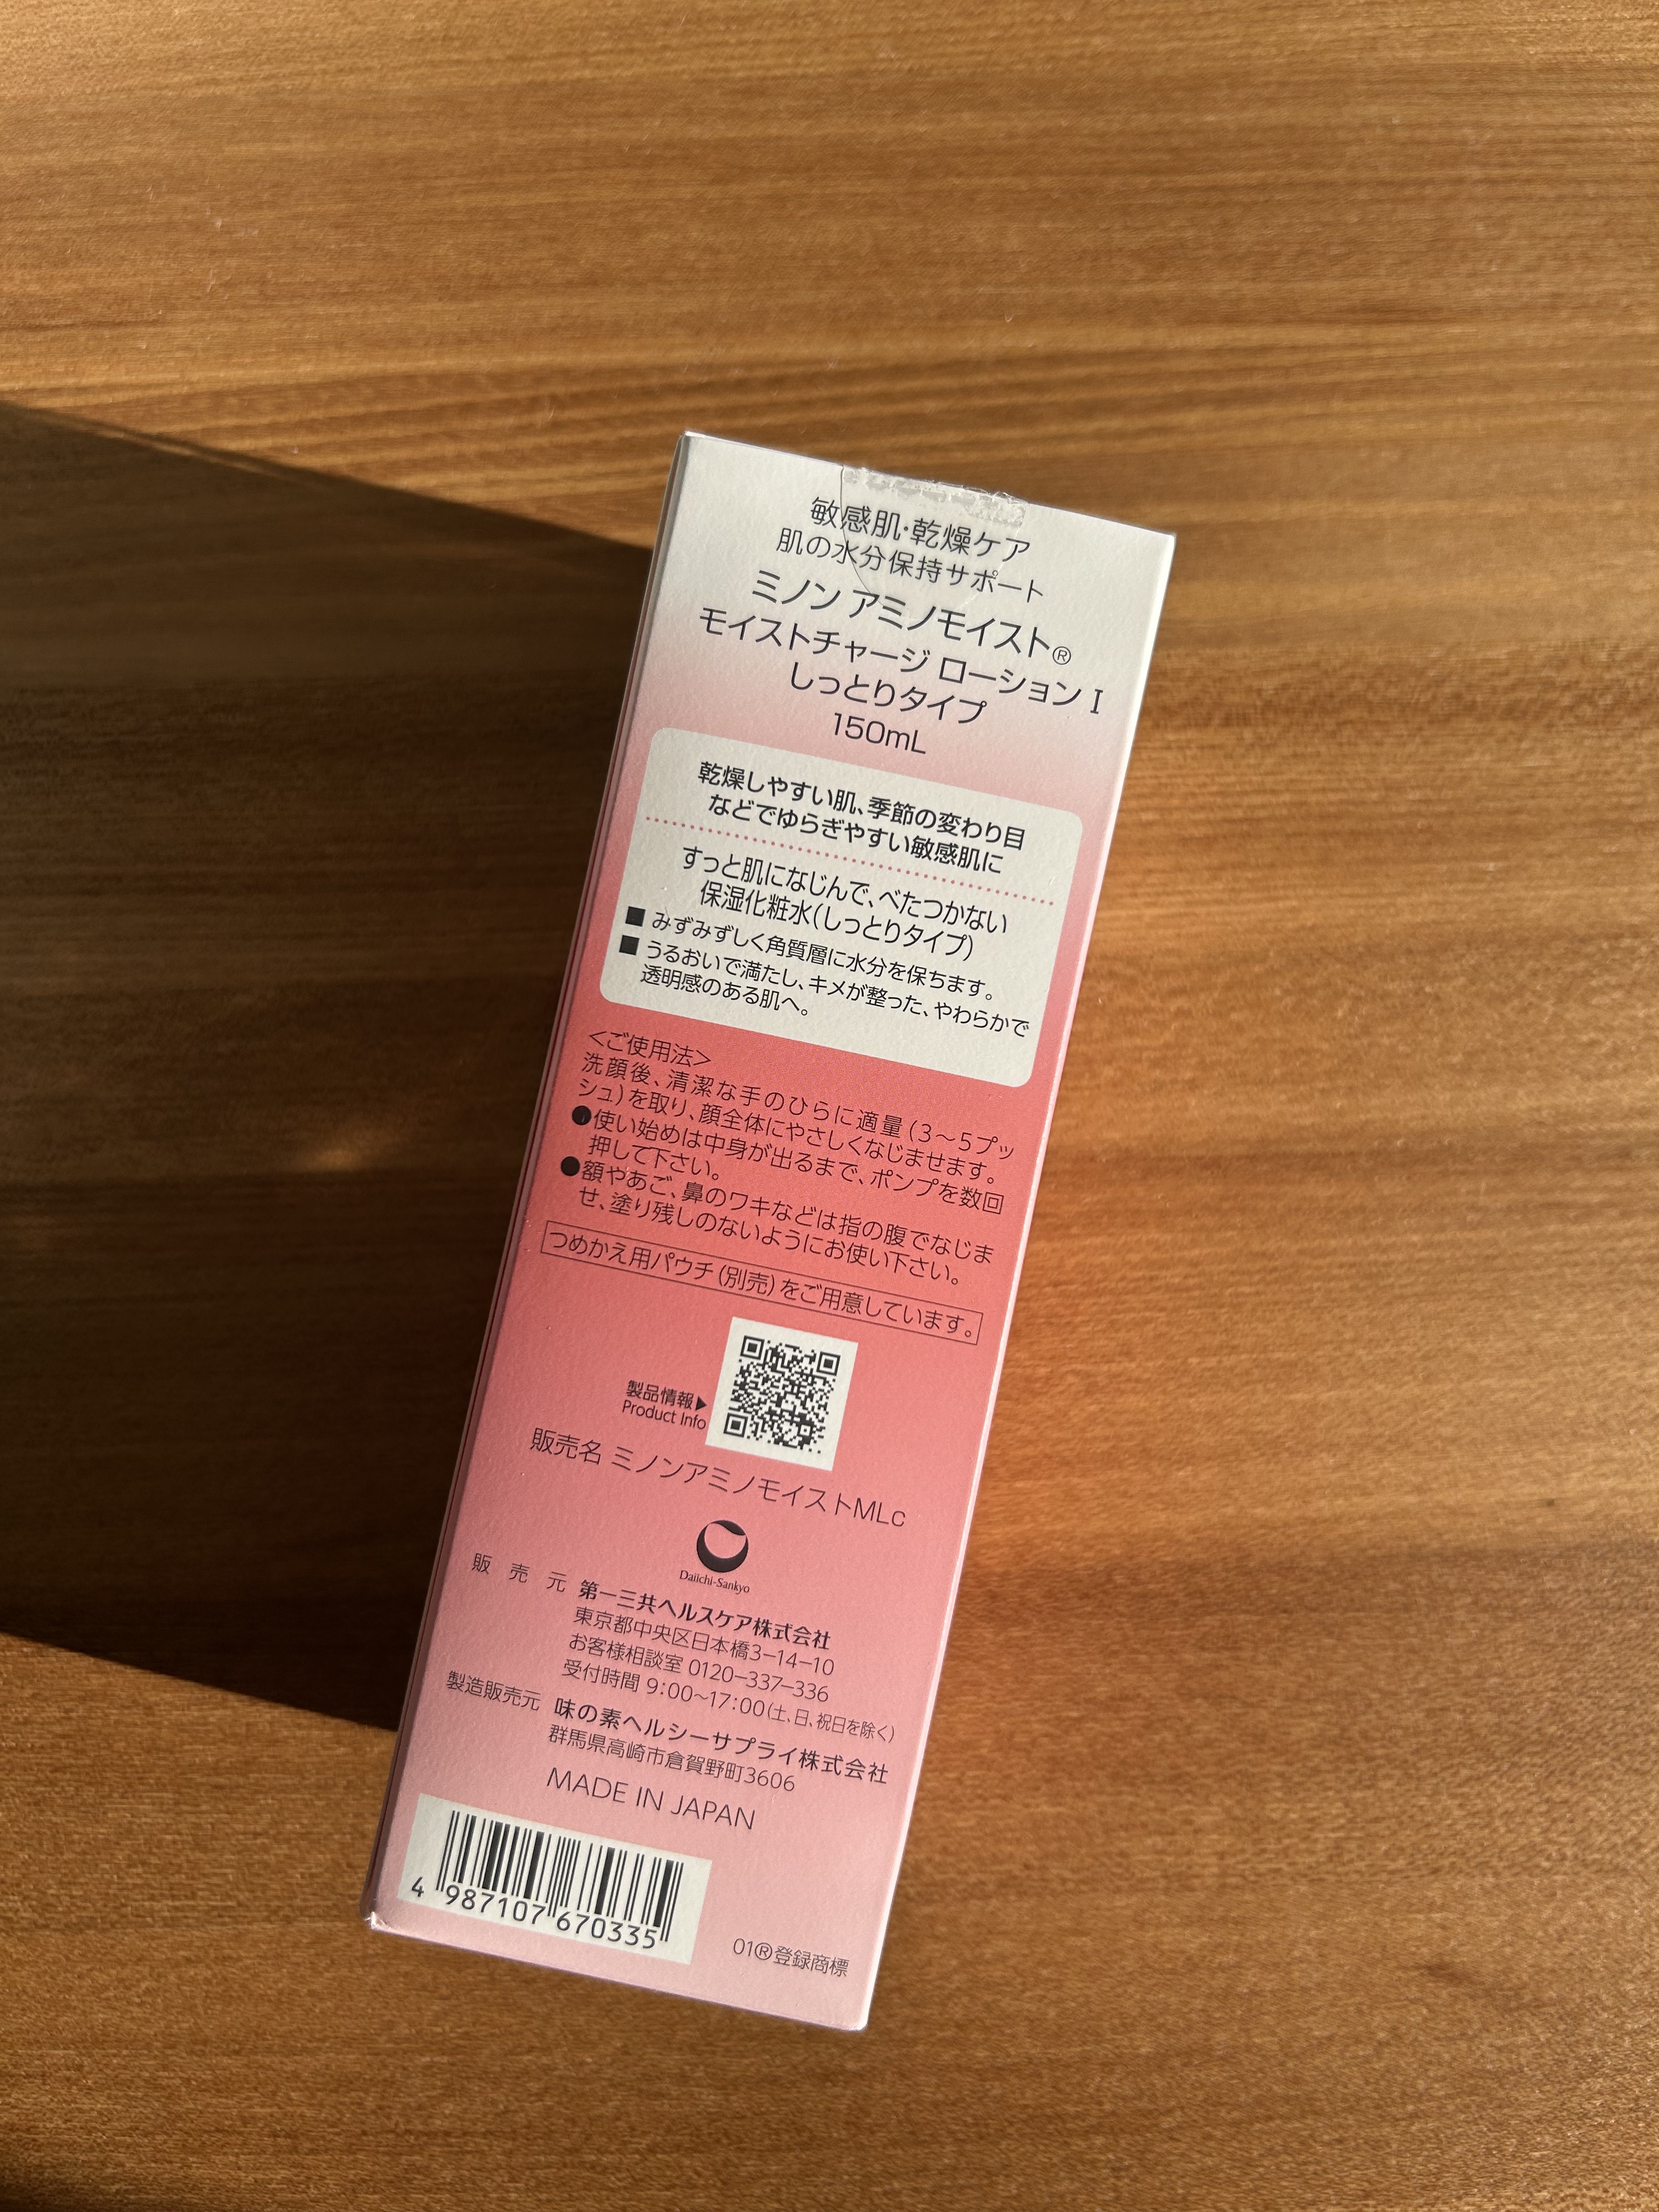 敏感肌・乾燥ケア
肌の水分保持サポート
ミノン アミノモイスト®
モイストチャージ ローション I
しっとりタイプ
150mL
乾燥しやすい肌、季節の変わり目
などでゆらぎやすい敏感肌に
すっと肌になじんで、べたつかない
保湿化粧水(しっとりタイプ)
■ みずみずしく角質層に水分を保ちます。
■ うるおいで満たし、キメが整った、やわらかで
透明感のある肌へ。
<ご使用法>
洗顔後、清潔な手のひらに適量(3～5プッ
シュ)を取り、顔全体にやさしくなじませます。
●使い始めは中身が出るまで、ポンプを数回
押して下さい。
●額やあご、鼻のワキなどは指の腹でなじま
せ、塗り残しのないようにお使い下さい。
つめかえ用パウチ(別売)をご用意しています。
製品情報▶
Product Info
販売名 ミノンアミノモイストMLc
Daiichi-Sankyo
販売元 第一三共ヘルスケア株式会社
東京都中央区日本橋3-14-10
お客様相談室 0120-337-336
受付時間 9:00~17:00(土、日、祝日を除く)
製造販売元 味の素ヘルシーサプライ株式会社
群馬県高崎市倉賀野町3606
MADE IN JAPAN
4 987107 670335
01®登録商標